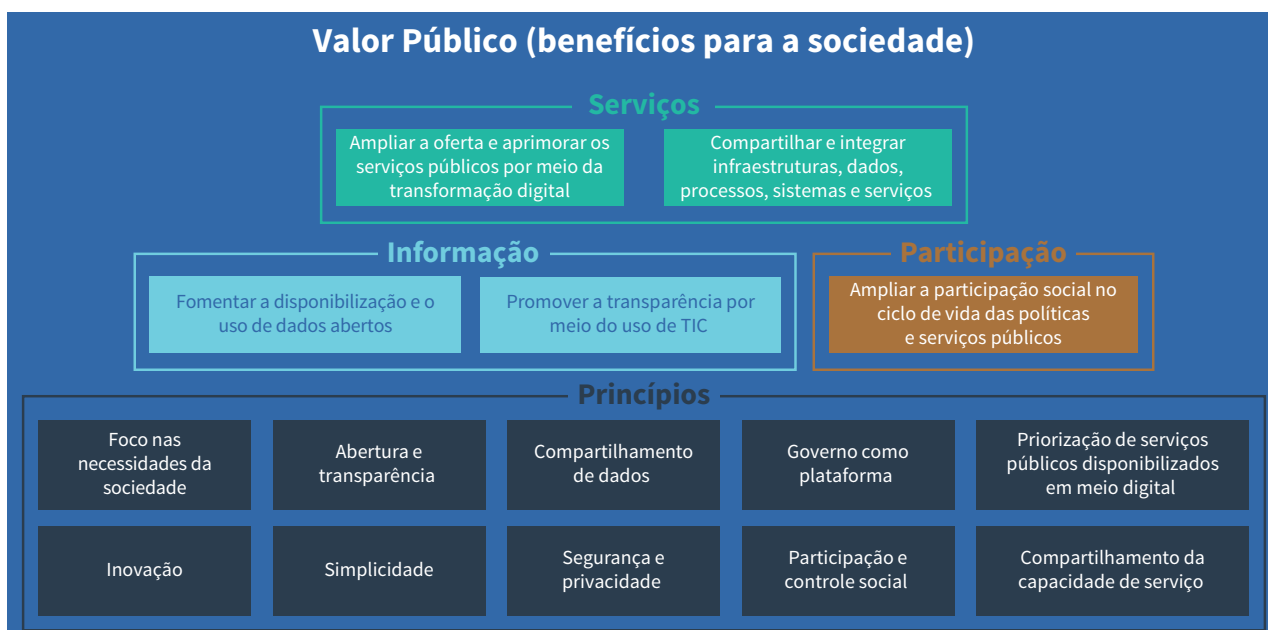 Valor Público (benefícios para a sociedade)
Serviços
Ampliar a oferta e aprimorar os
serviços públicos por meio da
transformação digital
Compartilhar e integrar
infraestruturas, dados,
processos, sistemas e serviços
Informação
Fomentar a disponibilização e o
uso de dados abertos
Promover a transparência por
meio do uso de TIC
Participação
Ampliar a participação social no
ciclo de vida das políticas
e serviços públicos
Princípios
Foco nas
necessidades da
sociedade
Abertura e
transparência
Compartilhamento
de dados
Governo como
plataforma
Priorização de serviços
públicos disponibilizados
em meio digital
Inovação
Simplicidade
Segurança e
privacidade
Participação e
controle social
Compartilhamento da
capacidade de serviço